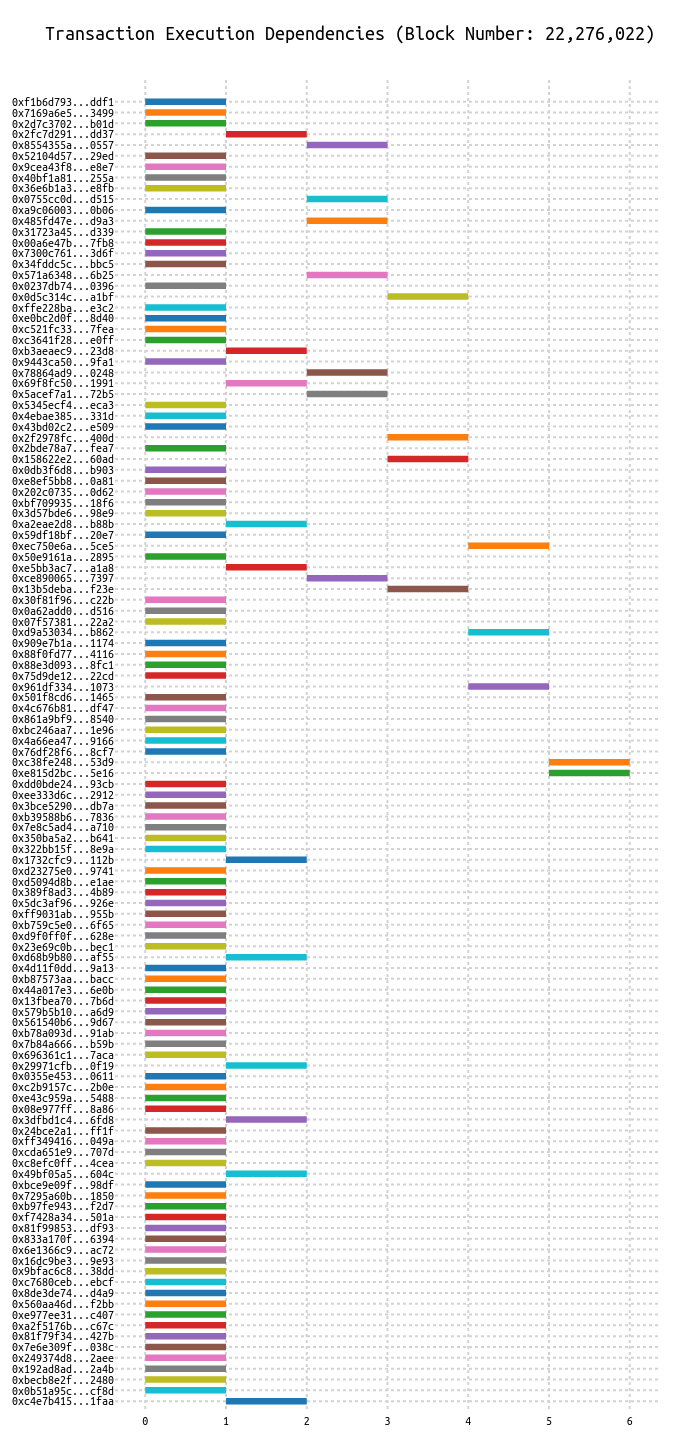 Transaction Execution Dependencies (Block Number: 22,276,022)
0xf1b6d793...ddf1
0x7169a6e5...3499
0x2d7c3702...b01d
0x2fc7d291...dd37
0x8554355a...0557
0x52104d57...29ed
0x9cea43f8...e8e7
0x40bf1a81...255a
0x36e6b1a3...e8fb
0x0755cc0d...d515
0xa9c06003...0b06
0x485fd47e...d9a3
0x31723a45...d339
0x00a6e47b...7fb8
0x7300c761...3d6f
0x34fddc5c...bbc5
0x571a6348...6b25
0x0237db74...0396
0x0d5c314c...a1bf
0xffe228ba...e3c2
0xe0bc2d0f...8d40
0xc521fc33...7fea
0xc3641f28...e0ff
0xb3aeaec9...23d8
0x9443ca50...9fa1
0x78864ad9...0248
0x69f8fc50...1991
0x5acef7a1...72b5
0x5345ecf4...eca3
0x4ebae385...331d
0x43bd02c2...e509
0x2f2978fc...400d
0x2bde78a7...fea7
0x158622e2...60ad
0x0db3f6d8...b903
0xe8ef5bb8...0a81
0x202c0735...0d62
0xbf709935...18f6
0x3d57bde6...98e9
0xa2eae2d8...b88b
0x59df18bf...20e7
0xec750e6a...5ce5
0x50e9161a...2895
0xe5bb3ac7...a1a8
0xce890065...7397
0x13b5deba...f23e
0x30f81f96...c22b
0x0a62add0...d516
0x07f57381...22a2
0xd9a53034...b862
0x909e7b1a...1174
0x88f0fd77...4116
0x88e3d093...8fc1
0x75d9de12...22cd
0x961df334...1073
0x501f8cd6...1465
0x4c676b81...df47
0x861a9bf9...8540
0xbc246aa7...1e96
0x4a66ea47...9166
0x76df28f6...8cf7
0xc38fe248...53d9
0xe815d2bc...5e16
0xdd0bde24...93cb
0xee333d6c...2912
0x3bce5290...db7a
0xb39588b6...7836
0x7e8c5ad4...a710
0x350ba5a2...b641
0x322bb15f...8e9a
0x1732cfc9...112b
0xd23275e0...9741
0xd5094d8b...e1ae
0x389f8ad3...4b89
0x5dc3af96...926e
0xff9031ab...955b
0xb759c5e0...6f65
0xd9f0ff0f...628e
0x23e69c0b...bec1
0xd68b9b80...af55
0x4d11f0dd...9a13
0xb87573aa...bacc
0x44a017e3...6e0b
0x13fbea70...7b6d
0x579b5b10...a6d9
0x561540b6...9d67
0xb78a093d...91ab
0x7b84a666...b59b
0x696361c1...7aca
0x29971cfb...0f19
0x0355e453...0611
0xc2b9157c...2b0e
0xe43c959a...5488
0x08e977ff...8a86
0x3dfbd1c4...6fd8
0x24bce2a1...ff1f
0xff349416...049a
0xcda651e9...707d
0xc8efc0ff...4cea
0x49bf05a5...604c
0xbce9e09f...98df
0x7295a60b...1850
0xb97fe943...f2d7
0xf7428a34...501a
0x81f99853...df93
0x833a170f...6394
0x6e1366c9...ac72
0x16dc9be3...9e93
0x9bfac6c8...38dd
0xc7680ceb...ebcf
0x8de3de74...d4a9
0x560aa46d...f2bb
0xe977ee31...c407
0xa2f5176b...c67c
0x81f79f34...427b
0x7e6e309f...038c
0x249374d8...2aee
0x192ad8ad...2a4b
0xbecb8e2f...2480
0x0b51a95c...cf8d
0xc4e7b415...1faa
0 1 2 3 4 5 6